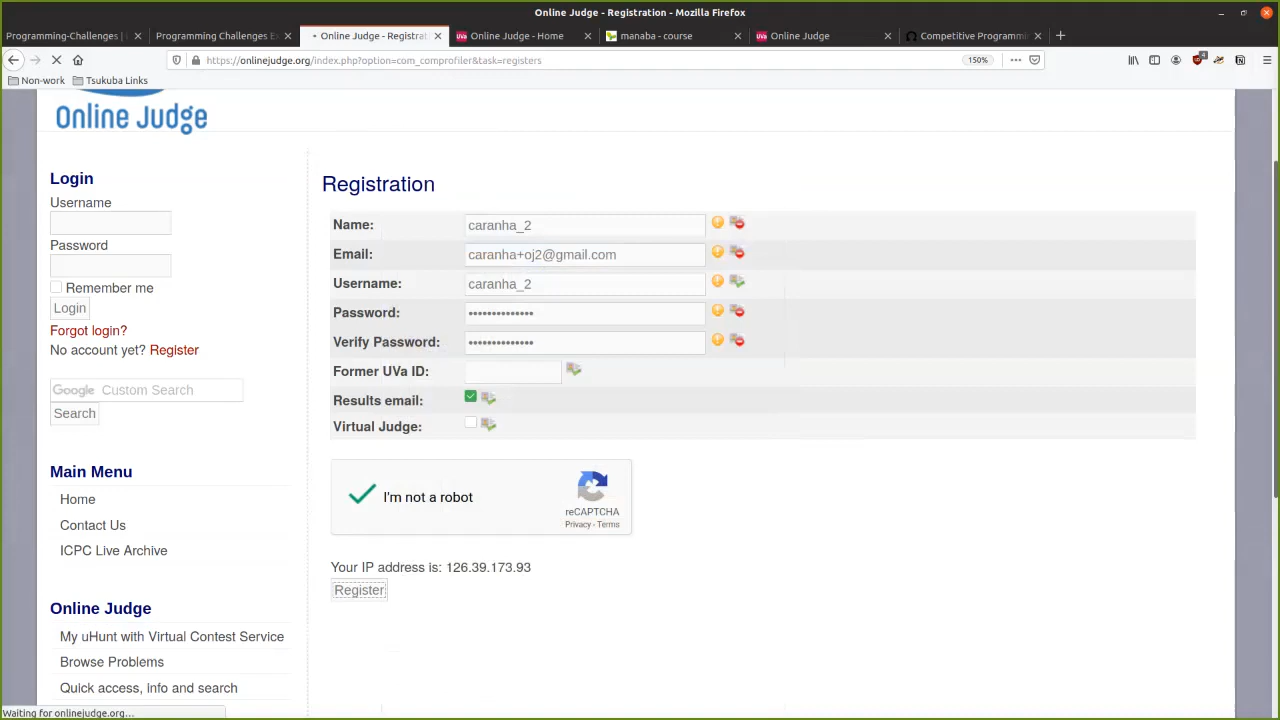 Online Judge - Registration - Mozilla Firefox
Programming-Challenges |
Programming Challenges E
Online Judge - Registrat
Online Judge - Home
manaba - course
Online Judge
Competitive Programmi
https://onlinejudge.org/index.php?option=com_comprofiler&task=registers
150%
Non-work
Tsukuba Links
Online Judge
Login
Username
Password
Remember me
Login
Forgot login?
No account yet? Register
Google Custom Search
Search
Main Menu
Home
Contact Us
ICPC Live Archive
Online Judge
My uHunt with Virtual Contest Service
Browse Problems
Quick access, info and search
Registration
Name: caranha_2
Email: caranha+oj2@gmail.com
Username: caranha_2
Password: ••••••••••••••
Verify Password: ••••••••••••••
Former UVa ID:
Results email:
Virtual Judge:
I'm not a robot
reCAPTCHA
Privacy - Terms
Your IP address is: 126.39.173.93
Register
Waiting for onlinejudge.org...